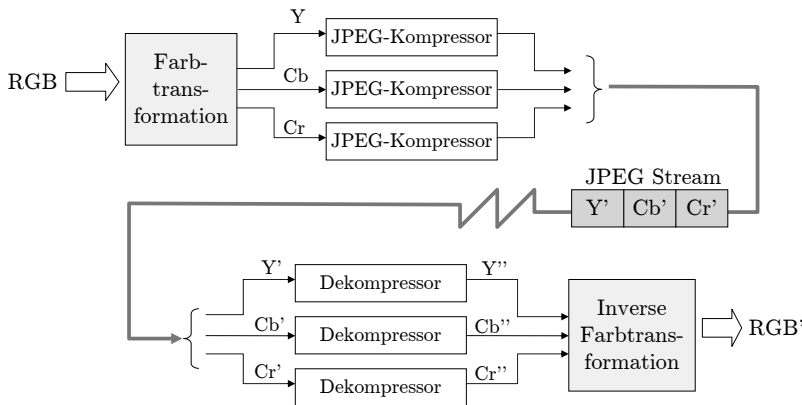 Y
JPEG-Kompressor
RGB
Farb-
trans-
formation
Cb
JPEG-Kompressor
Cr
JPEG-Kompressor
JPEG Stream
Y' Cb' Cr'
Y'
Dekompressor
Y''
Cb'
Dekompressor
Cb''
Cr'
Dekompressor
Cr''
Inverse
Farbtrans-
formation
RGB'